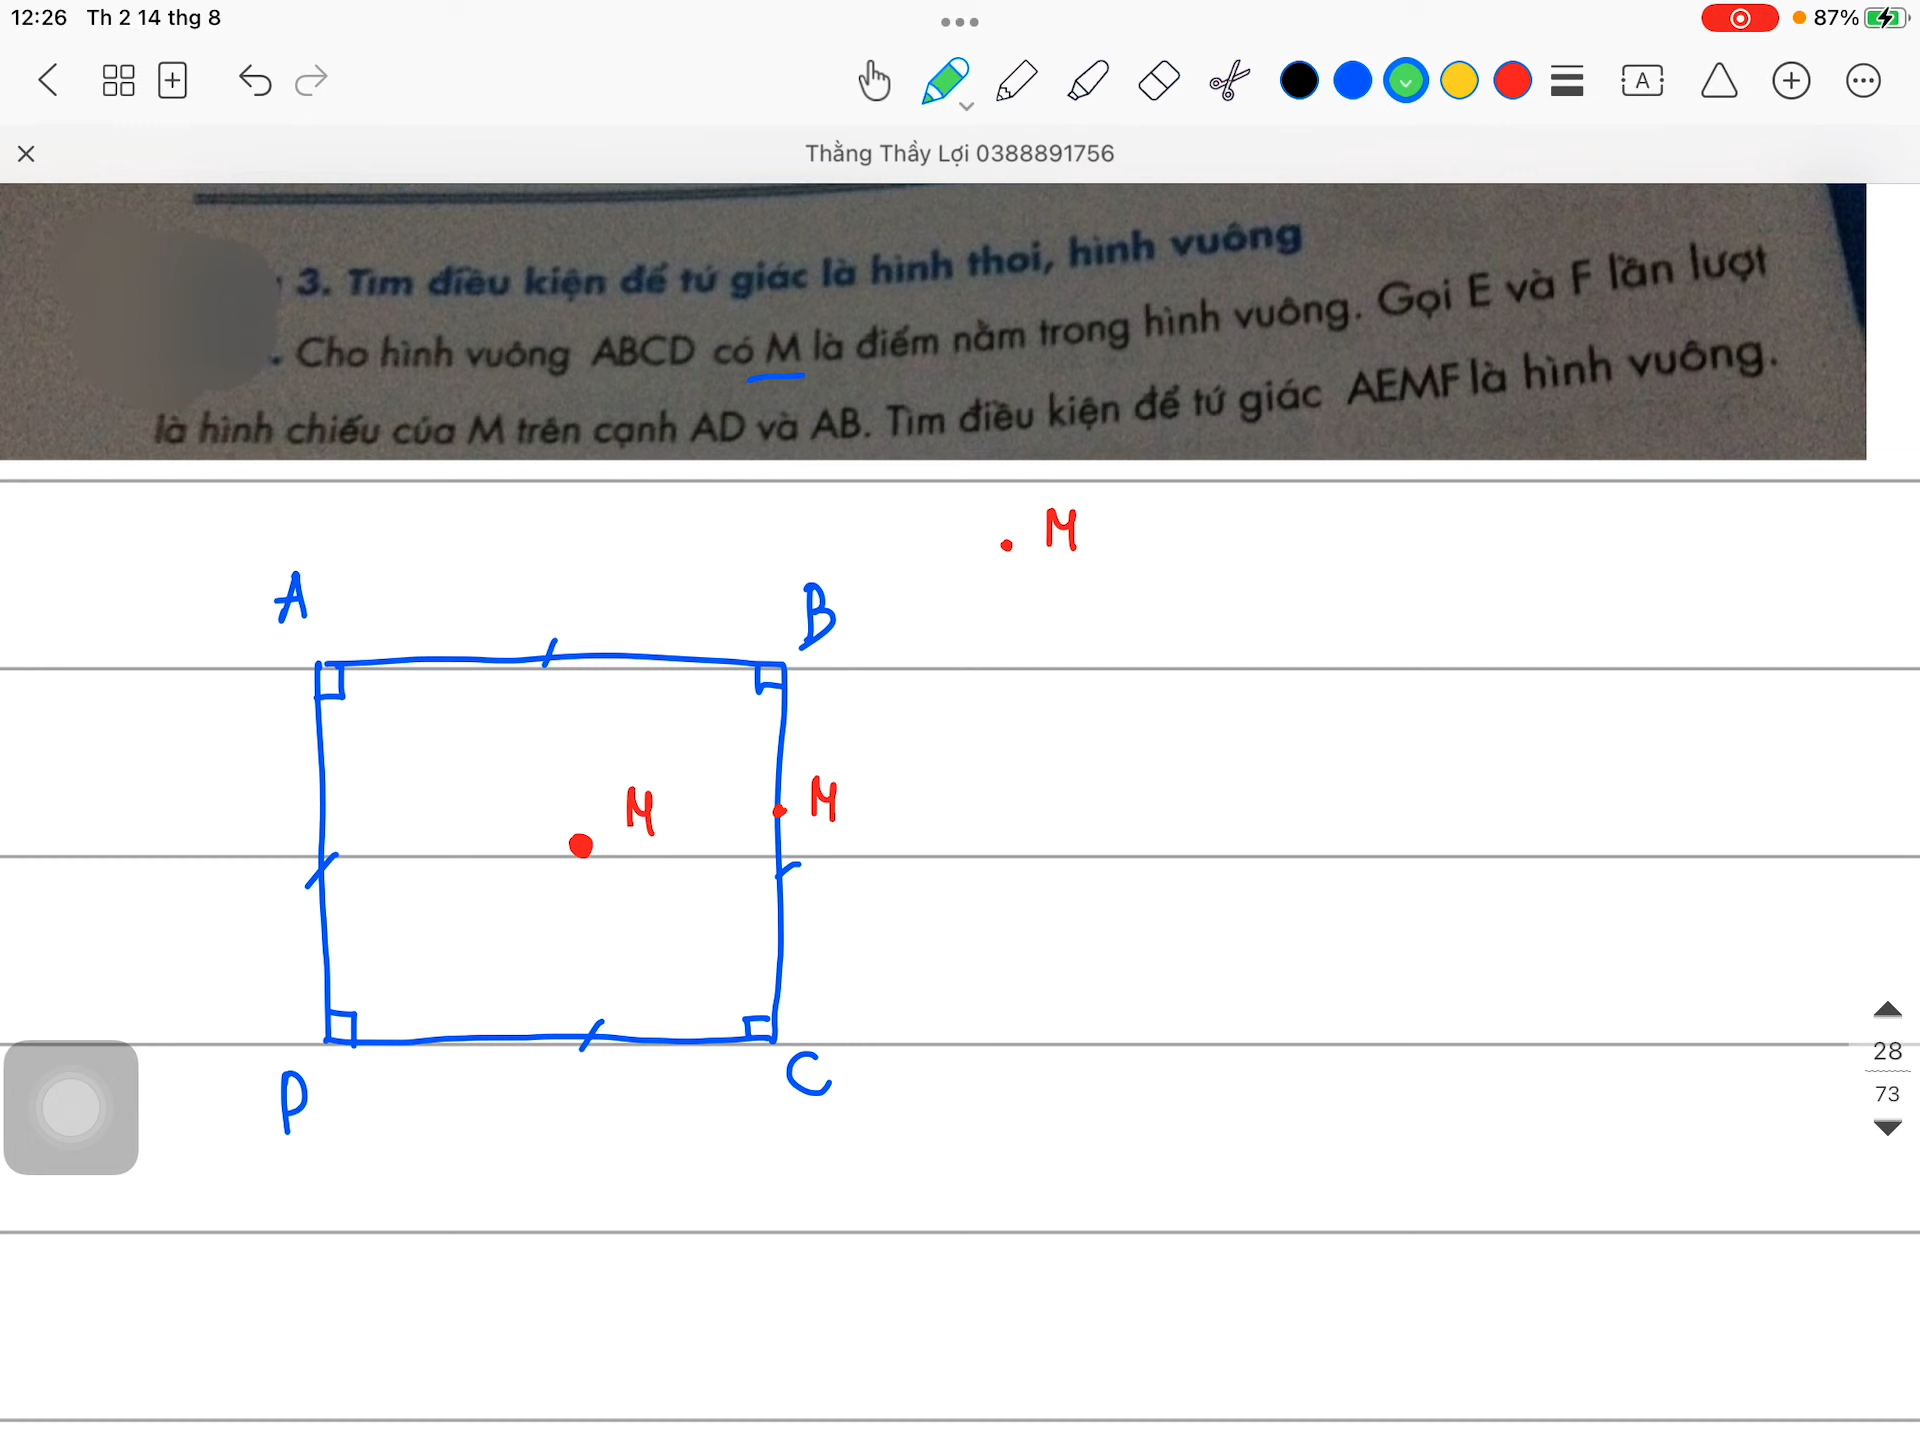 12:26 Th 2 14 thg 8
87%
A
Thằng Thầy Lợi 0388891756
3. Tìm điều kiện để tứ giác là hình thoi, hình vuông
. Cho hình vuông ABCD có M là điểm nằm trong hình vuông. Gọi E và F lần lượt
là hình chiếu của M trên cạnh AD và AB. Tìm điều kiện để tứ giác AEMF là hình vuông.
M
A
B
M
M
D
C
28
73